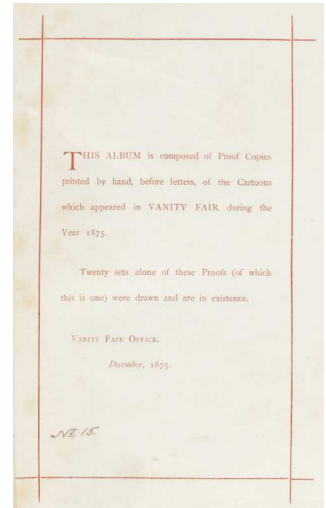 THIS ALBUM is composed of Proof Copies
printed by hand, before letters, of the Cartoons
which appeared in VANITY FAIR during the
Year 1875.
Twenty sets alone of these Proofs (of which
this is one) were drawn and are in existence.
VANITY FAIR OFFICE.
December, 1875.
No. 15.